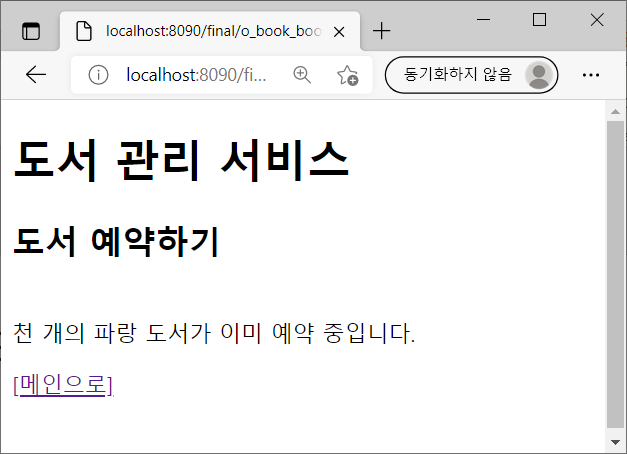 localhost:8090/final/o_book_boo
localhost:8090/fi...
동기화하지 않음
도서 관리 서비스
도서 예약하기
천 개의 파랑 도서가 이미 예약 중입니다.
[메인으로]